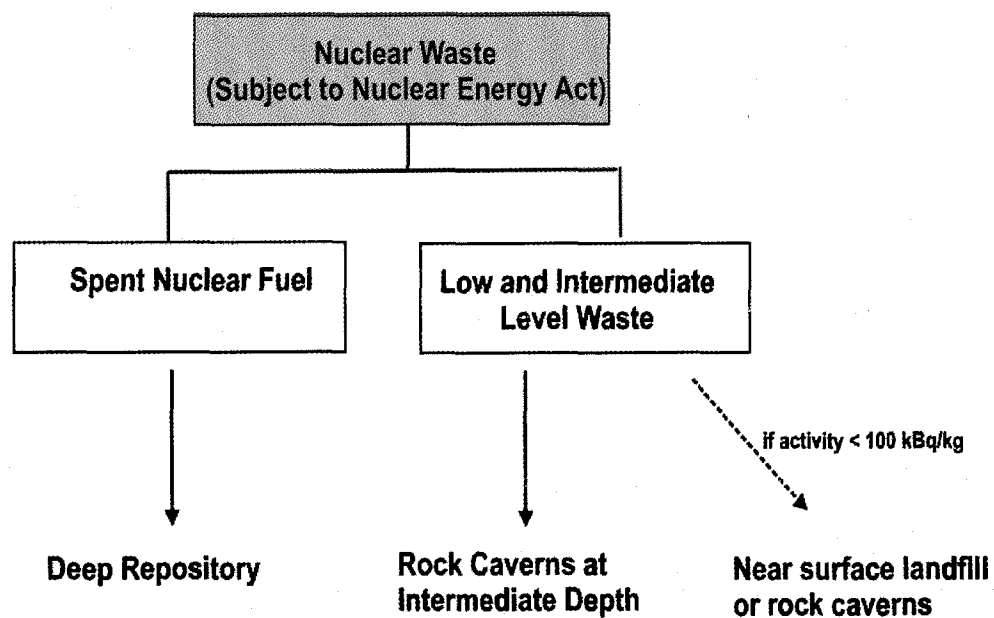 Nuclear Waste
(Subject to Nuclear Energy Act)
Spent Nuclear Fuel
Low and Intermediate
Level Waste
if activity < 100 kBq/kg
Deep Repository
Rock Caverns at
Intermediate Depth
Near surface landfill
or rock caverns